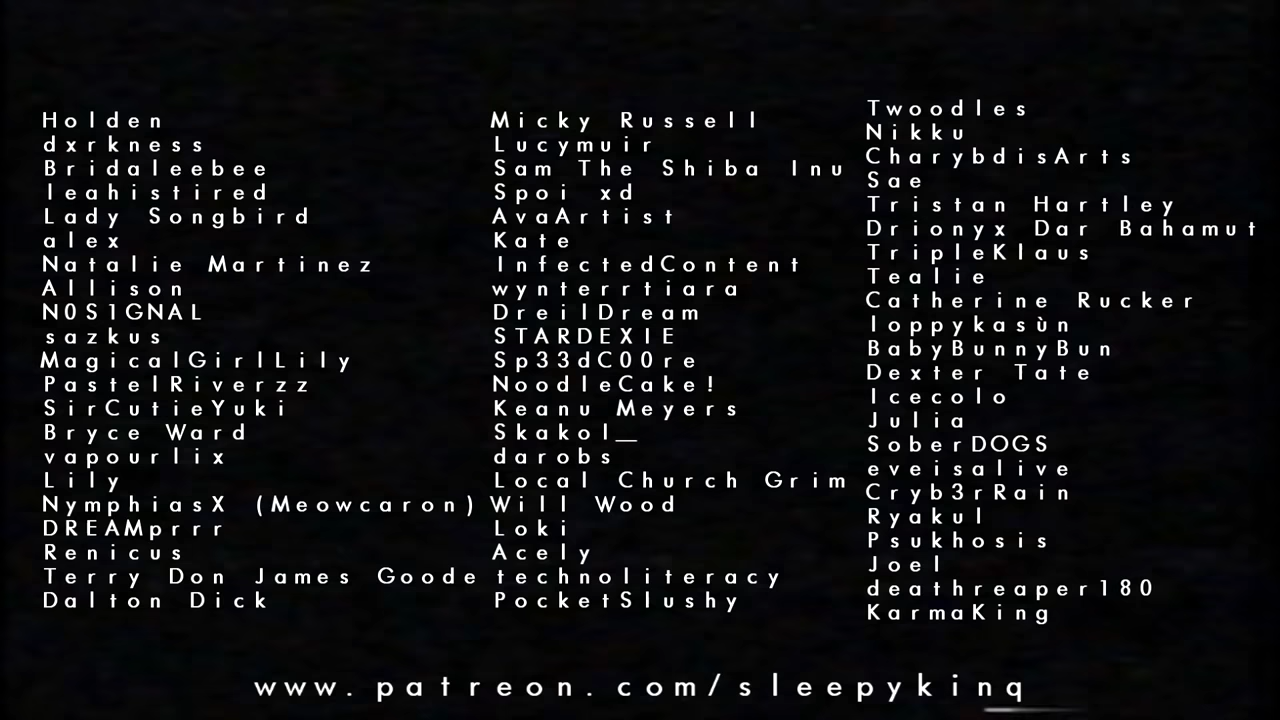 Holden
dxrkness
Bridaleebee
leahistired
Lady Songbird
alex
Natalie Martinez
Allison
N0S1GNAL
sazkus
MagicalGirlLily
PastelRiverzz
SirCutieYuki
Bryce Ward
vapourlix
Lily
NymphiasX (Meowcaron)
DREAMprrr
Renicus
Terry Don James Goode
Dalton Dick
Micky Russell
Lucymuir
Sam The Shiba Inu
Spoi xd
AvaArtist
Kate
InfectedContent
wynterrtiara
DreilDream
STARDEXIE
Sp33dC00re
NoodleCake!
Keanu Meyers
Skakol_
darobs
Local Church Grim
Will Wood
Loki
Acely
technoliteracy
PocketSlushy
Twoodles
Nikku
CharybdisArts
Sae
Tristan Hartley
Drionyx Dar Bahamut
TripleKlaus
Tealie
Catherine Rucker
loppykasùn
BabyBunnyBun
Dexter Tate
Icecolo
Julia
SoberDOGS
eveisalive
Cryb3rRain
Ryakul
Psukhosis
Joel
deathreaper180
KarmaKing
www.patreon.com/sleepykinq